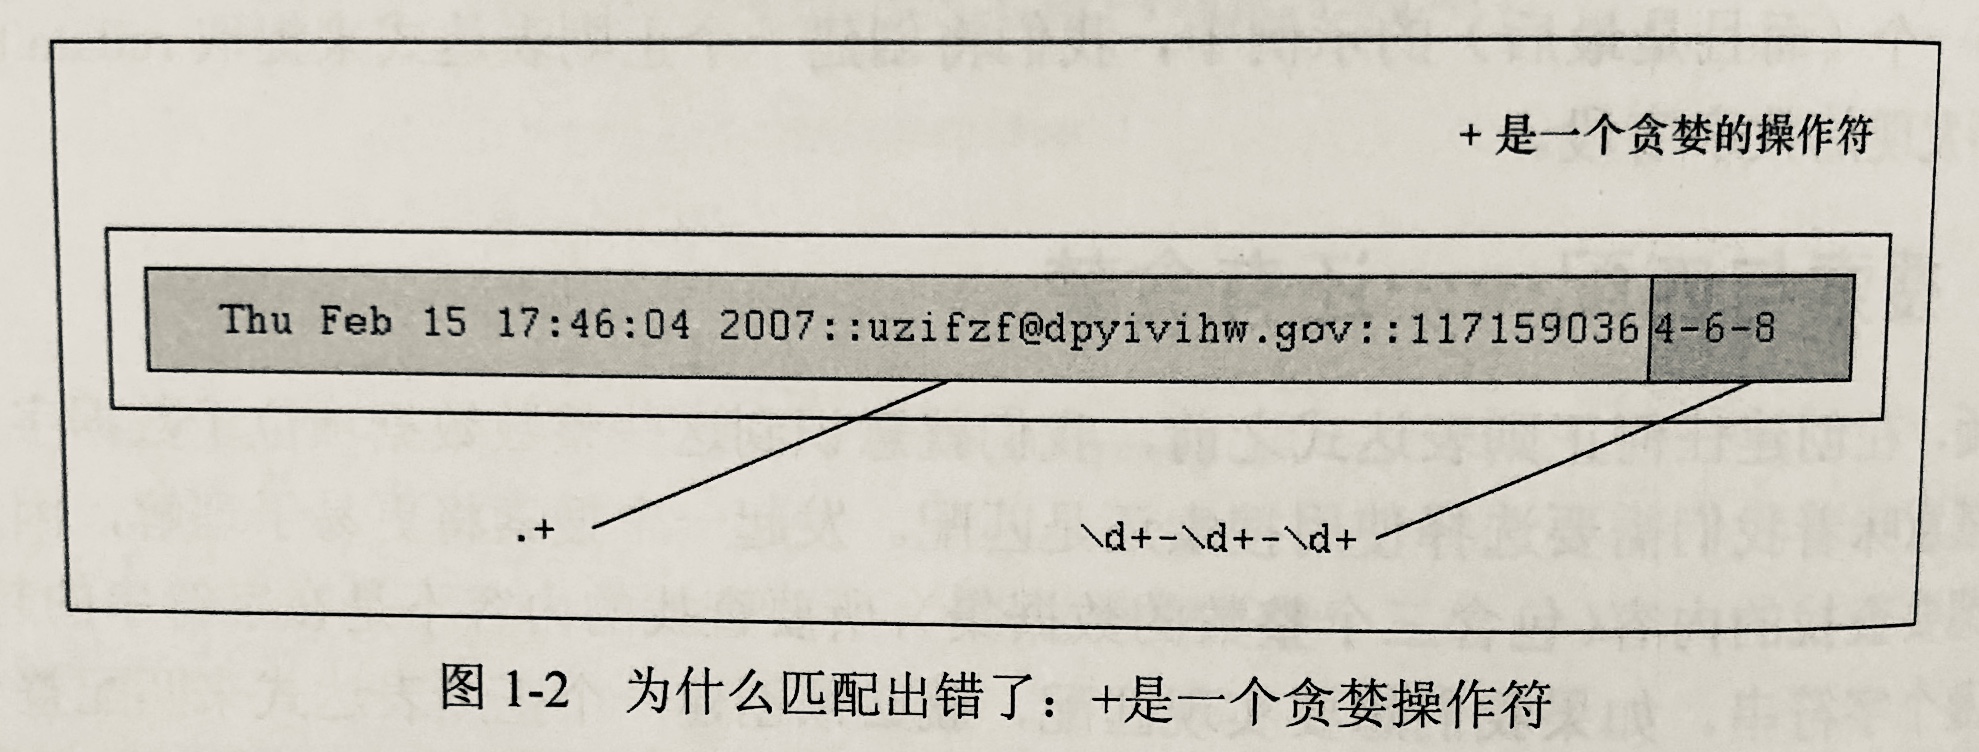 + 是一个贪婪的操作符
Thu Feb 15 17:46:04 2007::uzifzf@dpyivihw.gov::1171590364-6-8
.+
\d+-\d+-\d+
图 1-2 为什么匹配出错了：+是一个贪婪操作符